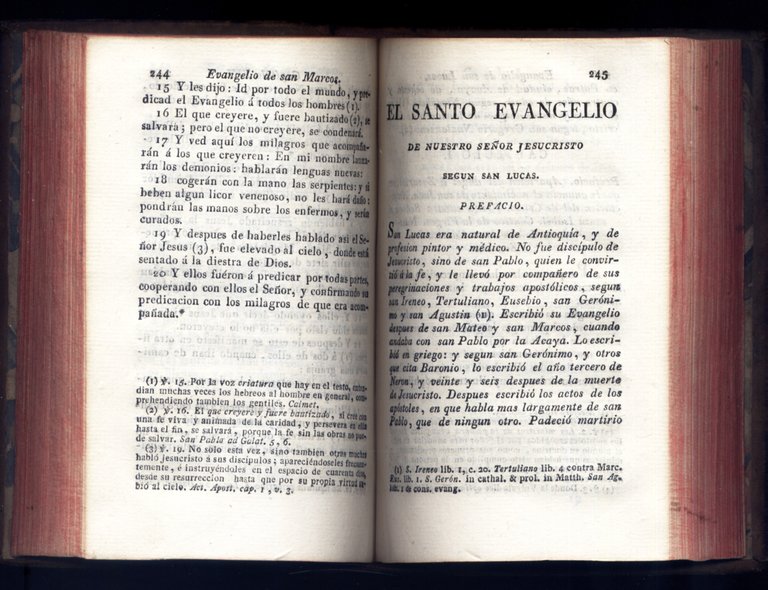 244 Evangelio de san Marcos.
15 Y les dijo: Id por todo el mundo, y pre-
dicad el Evangelio á todos los hombres (1).
16 El que creyere, y fuere bautizado (2), se
salvará; pero el que no creyere, se condenará.
17 Y ved aquí los milagros que acompaña-
rán á los que creyeren: En mi nombre lanza-
rán los demonios: hablarán lenguas nuevas:
18 cogerán con la mano las serpientes: y si
beben algun licor venenoso, no les hará daño:
pondrán las manos sobre los enfermos, y serán
curados.
19 Y despues de haberles hablado asi el Se-
ñor Jesus (3), fue elevado al cielo, donde está
sentado á la diestra de Dios.
20 Y ellos fuéron á predicar por todas partes,
cooperando con ellos el Señor, y confirmando su
predicacion con los milagros de que era acom-
pañada.*
(1) ℣. 15. Por la voz criatura que hay en el texto, enten-
dian muchas veces los hebreos al hombre en general, com-
prehendiendo tambien los gentiles. Calmet.
(2) ℣. 16. El que creyere y fuere bautizado, si cree con
una fe viva y animada de la caridad, y persevera en ella
hasta el fin, se salvará, porque la fe sin las obras no pue-
de salvar. San Pablo ad Galat. 5, 6.
(3) ℣. 19. No solo esta vez, sino tambien otras muchas
habló Jesucristo á sus discípulos; apareciéndoseles frecuen-
temente, é instruyéndoles en el espacio de cuarenta dias,
desde su resurreccion hasta que por su propia virtud su-
bió al cielo. Act. Apost. cap. 1, v. 3.
245
EL SANTO EVANGELIO
DE NUESTRO SEÑOR JESUCRISTO
SEGUN SAN LUCAS.
PREFACIO.
San Lucas era natural de Antioquía, y de
profesion pintor y médico. No fue discípulo de
Jesucristo, sino de san Pablo, quien le convir-
tió á la fe, y le llevó por compañero de sus
peregrinaciones y trabajos apostólicos, segun
san Ireneo, Tertuliano, Eusebio, san Geróni-
mo y san Agustin (1). Escribió su Evangelio
despues de san Mateo y san Marcos, cuando
andaba con san Pablo por la Acaya. Lo escri-
bió en griego: y segun san Gerónimo, y otros
que cita Baronio, lo escribió el año tercero de
Neron, y veinte y seis despues de la muerte
de Jesucristo. Despues escribió los actos de los
apóstoles, en que habla mas largamente de san
Pablo, que de ningun otro. Padeció martirio
(1) S. Ireneo lib. 1, c. 20. Tertuliano lib. 4 contra Marc.
Eus. lib. 1. S. Gerón. in cathal. & prol. in Matth. San Ag.
lib. 1 de cons. evang.